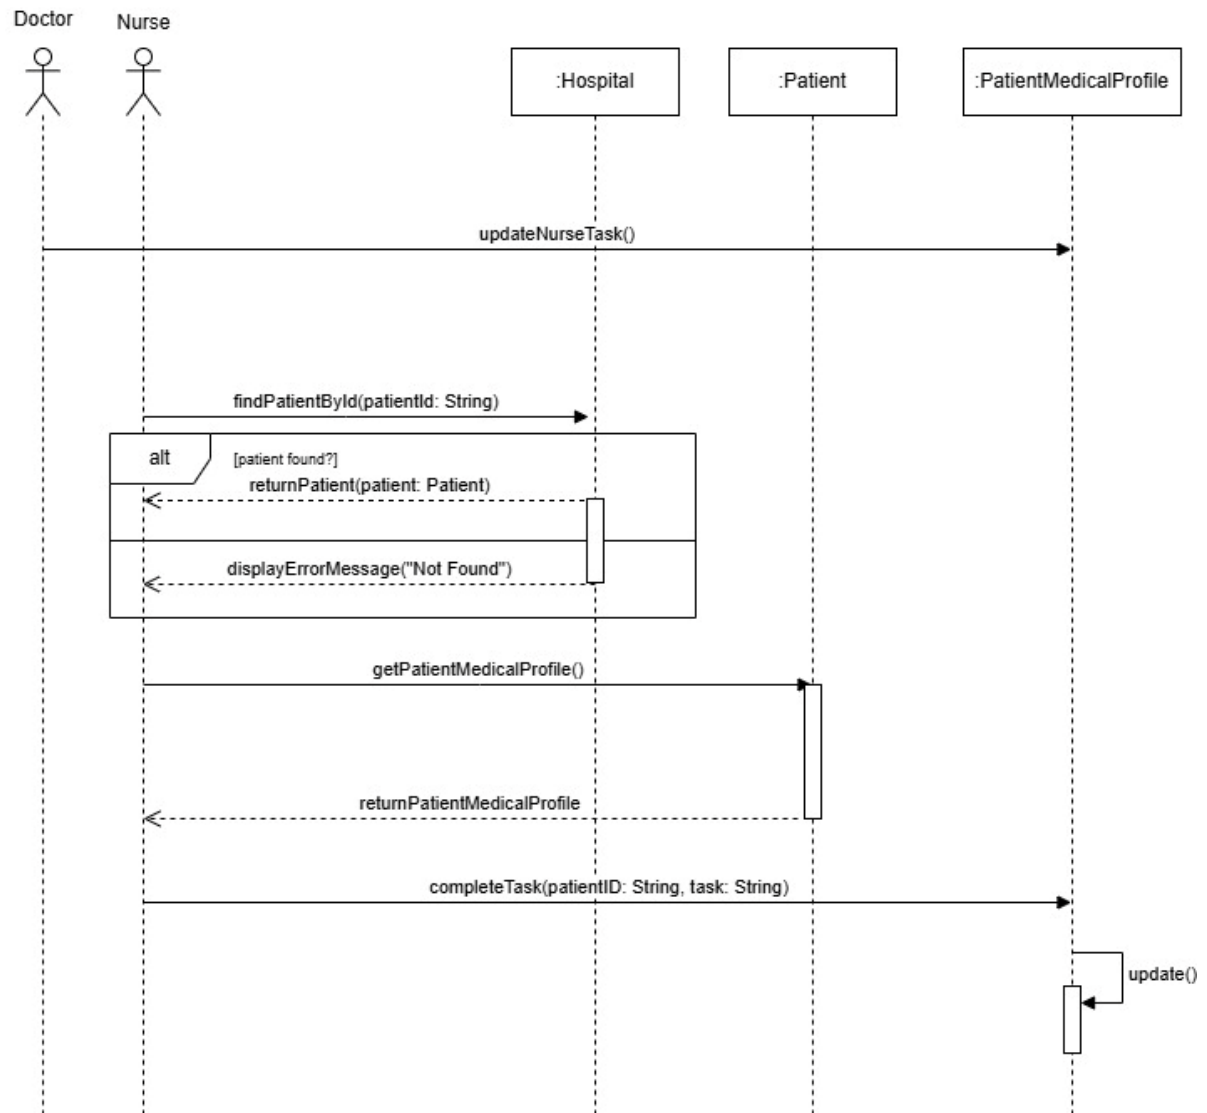 Doctor
Nurse
:Hospital
:Patient
:PatientMedicalProfile
updateNurseTask()
findPatientById(patientId: String)
alt
[patient found?]
returnPatient(patient: Patient)
displayErrorMessage("Not Found")
getPatientMedicalProfile()
returnPatientMedicalProfile
completeTask(patientID: String, task: String)
update()